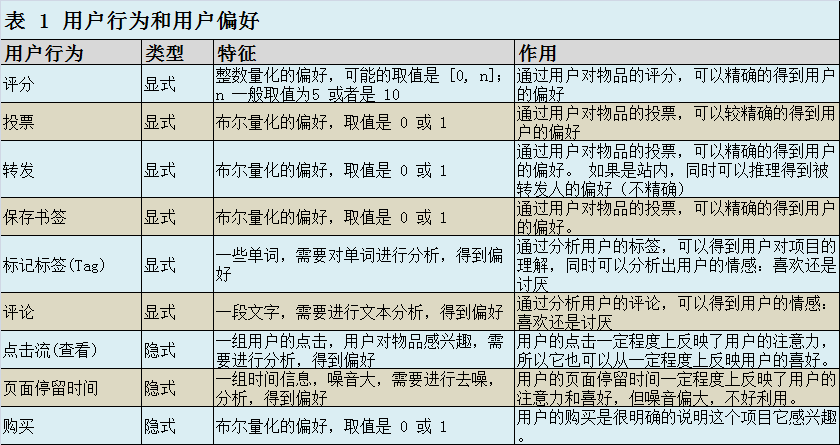 表 1 用户行为和用户偏好
用户行为 类型 特征 作用
评分 显式 整数量化的偏好，可能的取值是 [0, n]；
n 一般取值为5 或者是 10
通过用户对物品的评分，可以精确的得到用户
的偏好
投票 显式 布尔量化的偏好，取值是 0 或 1
通过用户对物品的投票，可以较精确的得到用
户的偏好
转发 显式 布尔量化的偏好，取值是 0 或 1
通过用户对物品的投票，可以精确的得到用户
的偏好。 如果是站内，同时可以推理得到被
转发人的偏好（不精确）
保存书签 显式 布尔量化的偏好，取值是 0 或 1
通过用户对物品的投票，可以精确的得到用户
的偏好。
标记标签(Tag) 显式 一些单词，需要对单词进行分析，得到偏
好
通过分析用户的标签，可以得到用户对项目的
理解，同时可以分析出用户的情感：喜欢还是
讨厌
评论 显式 一段文字，需要进行文本分析，得到偏好
通过分析用户的评论，可以得到用户的情感：
喜欢还是讨厌
点击流(查看) 隐式 一组用户的点击，用户对物品感兴趣，需
要进行分析，得到偏好
用户的点击一定程度上反映了用户的注意力，
所以它也可以从一定程度上反映用户的喜好。
页面停留时间 隐式 一组时间信息，噪音大，需要进行去噪，
分析，得到偏好
用户的页面停留时间一定程度上反映了用户的
注意力和喜好，但噪音偏大，不好利用。
购买 隐式 布尔量化的偏好，取值是 0 或 1
用户的购买是很明确的说明这个项目它感兴趣
。